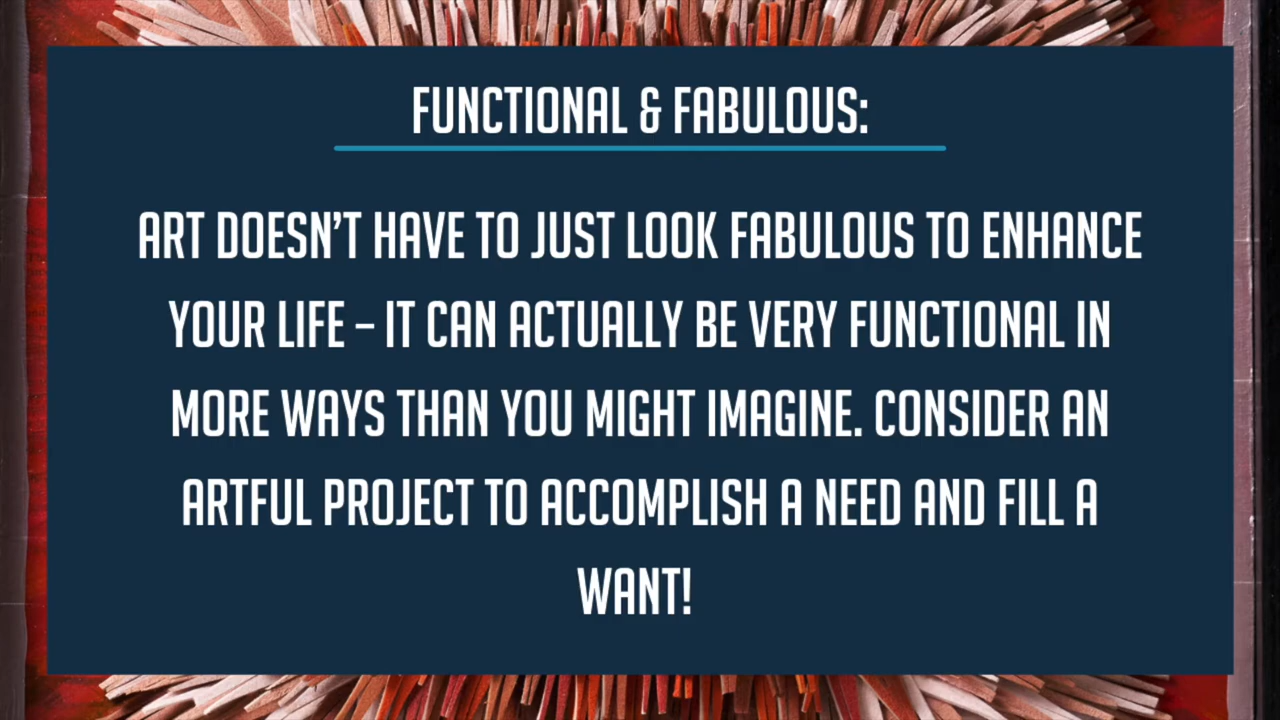 FUNCTIONAL & FABULOUS:
ART DOESN'T HAVE TO JUST LOOK FABULOUS TO ENHANCE
YOUR LIFE – IT CAN ACTUALLY BE VERY FUNCTIONAL IN
MORE WAYS THAN YOU MIGHT IMAGINE. CONSIDER AN
ARTFUL PROJECT TO ACCOMPLISH A NEED AND FILL A
WANT!